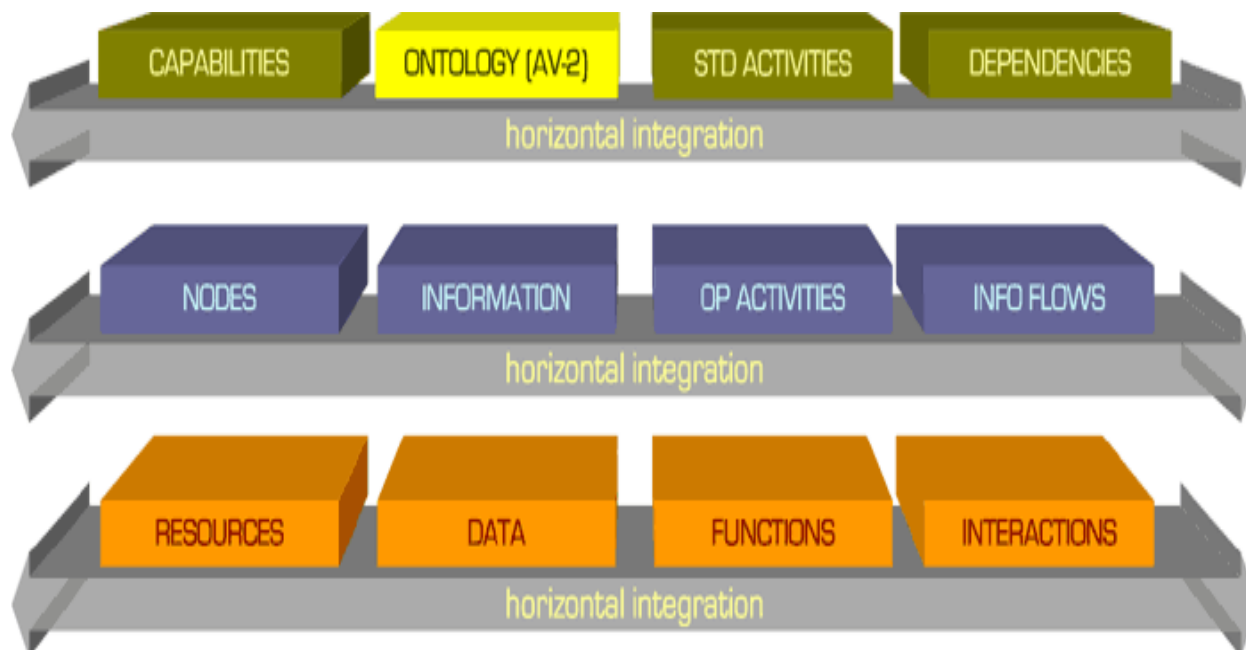 CAPABILITIES
ONTOLOGY (AV-2)
STD ACTIVITIES
DEPENDENCIES
horizontal integration
NODES
INFORMATION
OP ACTIVITIES
INFO FLOWS
horizontal integration
RESOURCES
DATA
FUNCTIONS
INTERACTIONS
horizontal integration